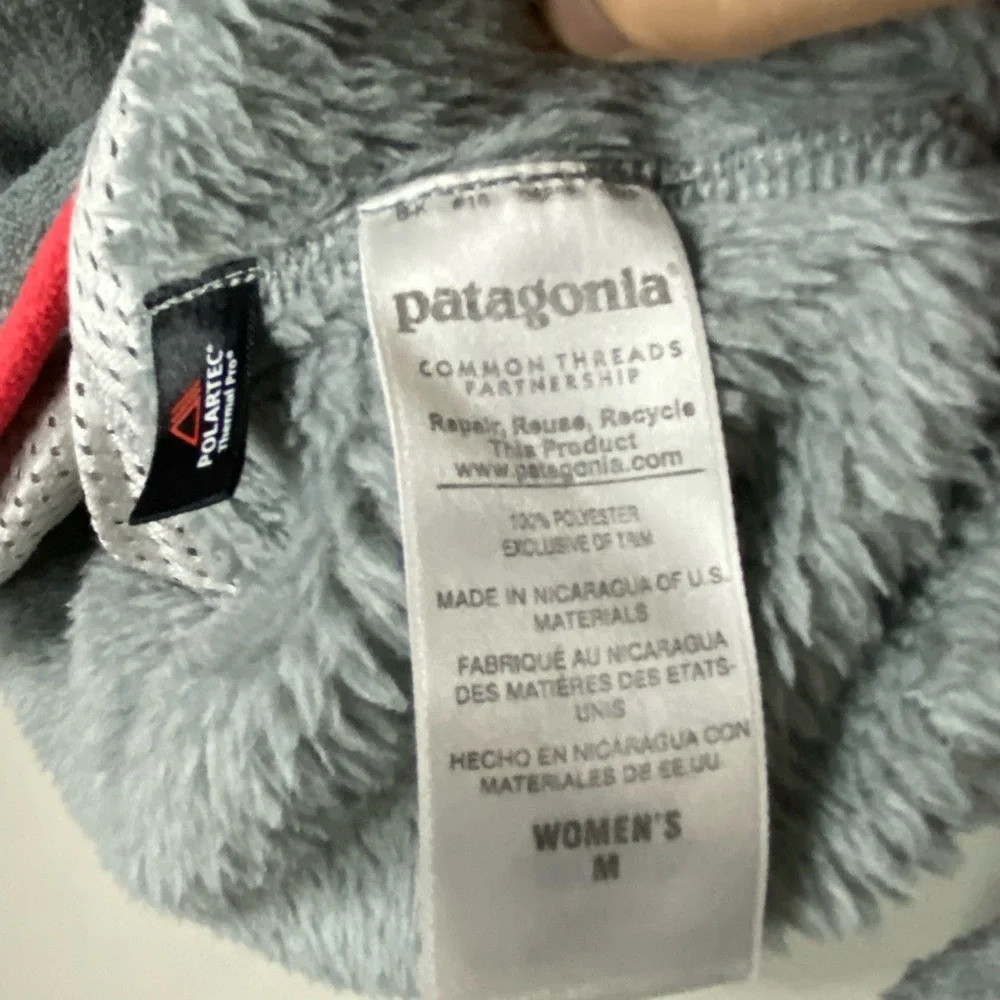 patagonia®
COMMON THREADS
PARTNERSHIP
Repair, Reuse, Recycle
This Product
www.patagonia.com
100% POLYESTER
EXCLUSIVE OF TRIM
MADE IN NICARAGUA OF U.S.
MATERIALS
FABRIQUÉ AU NICARAGUA
DES MATIÈRES DES ETATS-
UNIS
HECHO EN NICARAGUA CON
MATERIALES DE EE.UU.
WOMEN'S
M
POLARTEC®
Thermal Pro®